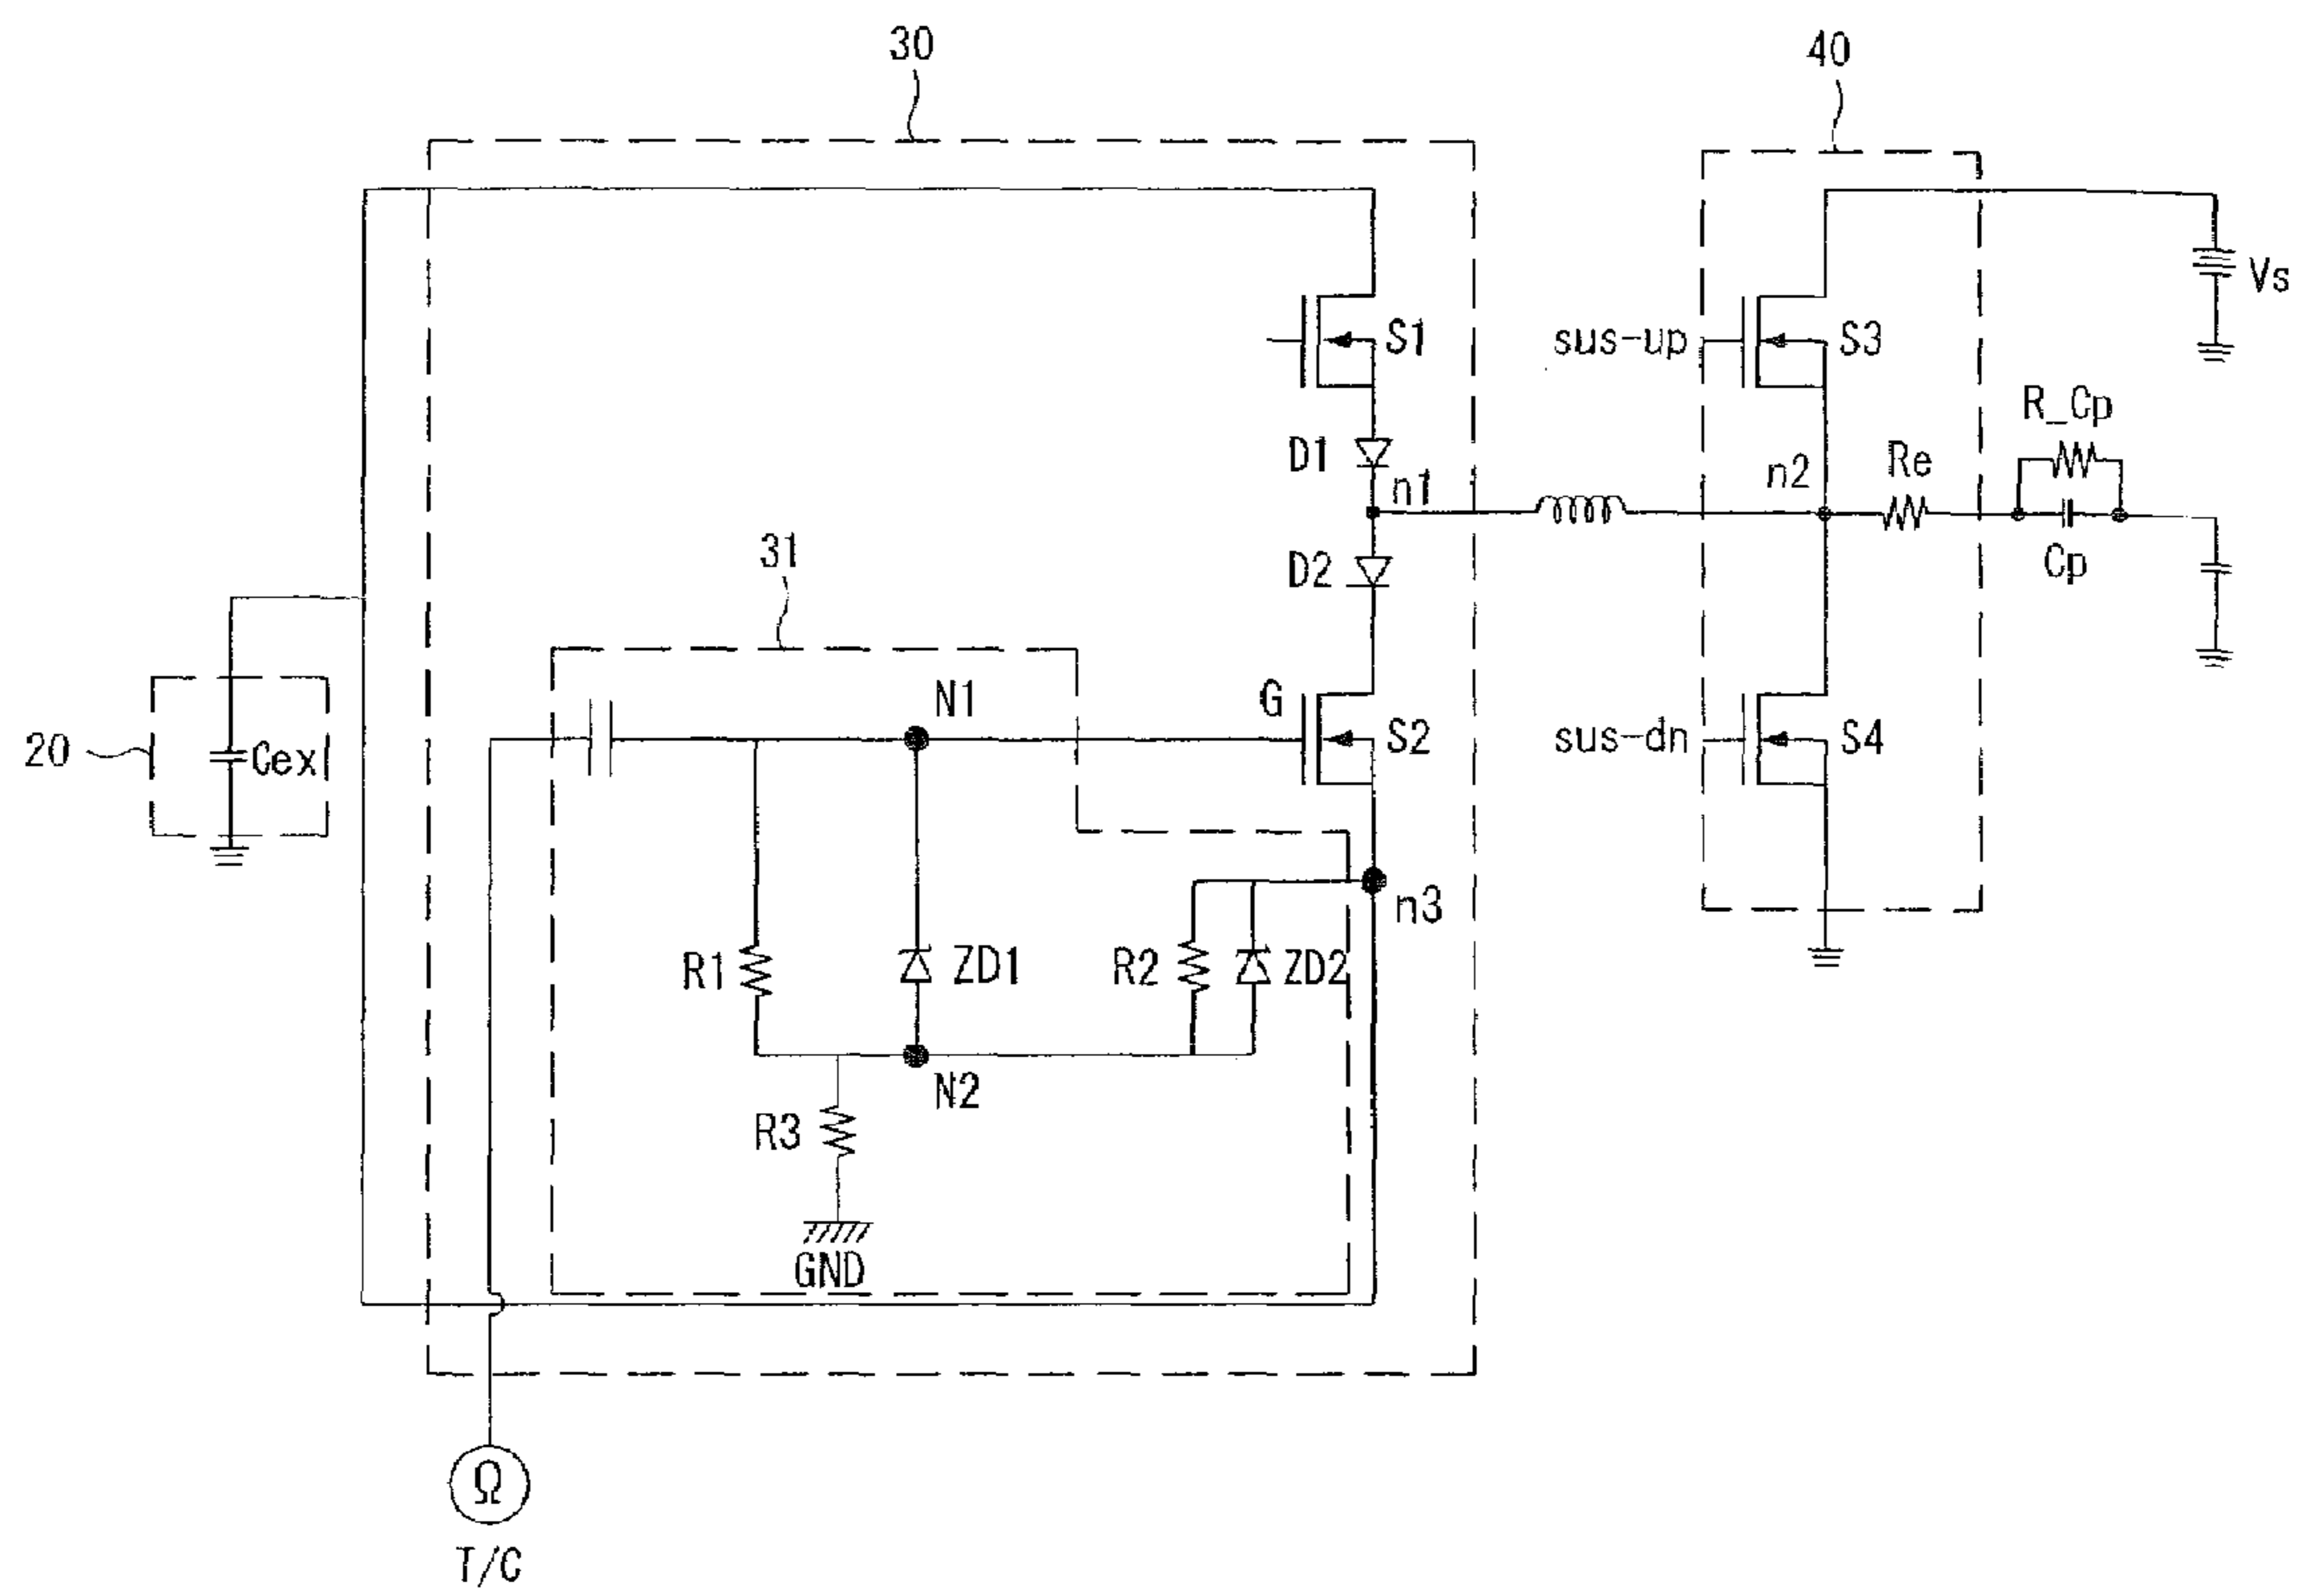 30
40
Vs
S1
sus-up
S3
R_Cp
D1
n1
n2
Re
31
D2
Cp
N1
G
20
Cex
S2
sus-dn
S4
n3
R1
ZD1
R2
ZD2
N2
R3
GND
Ω
T/C